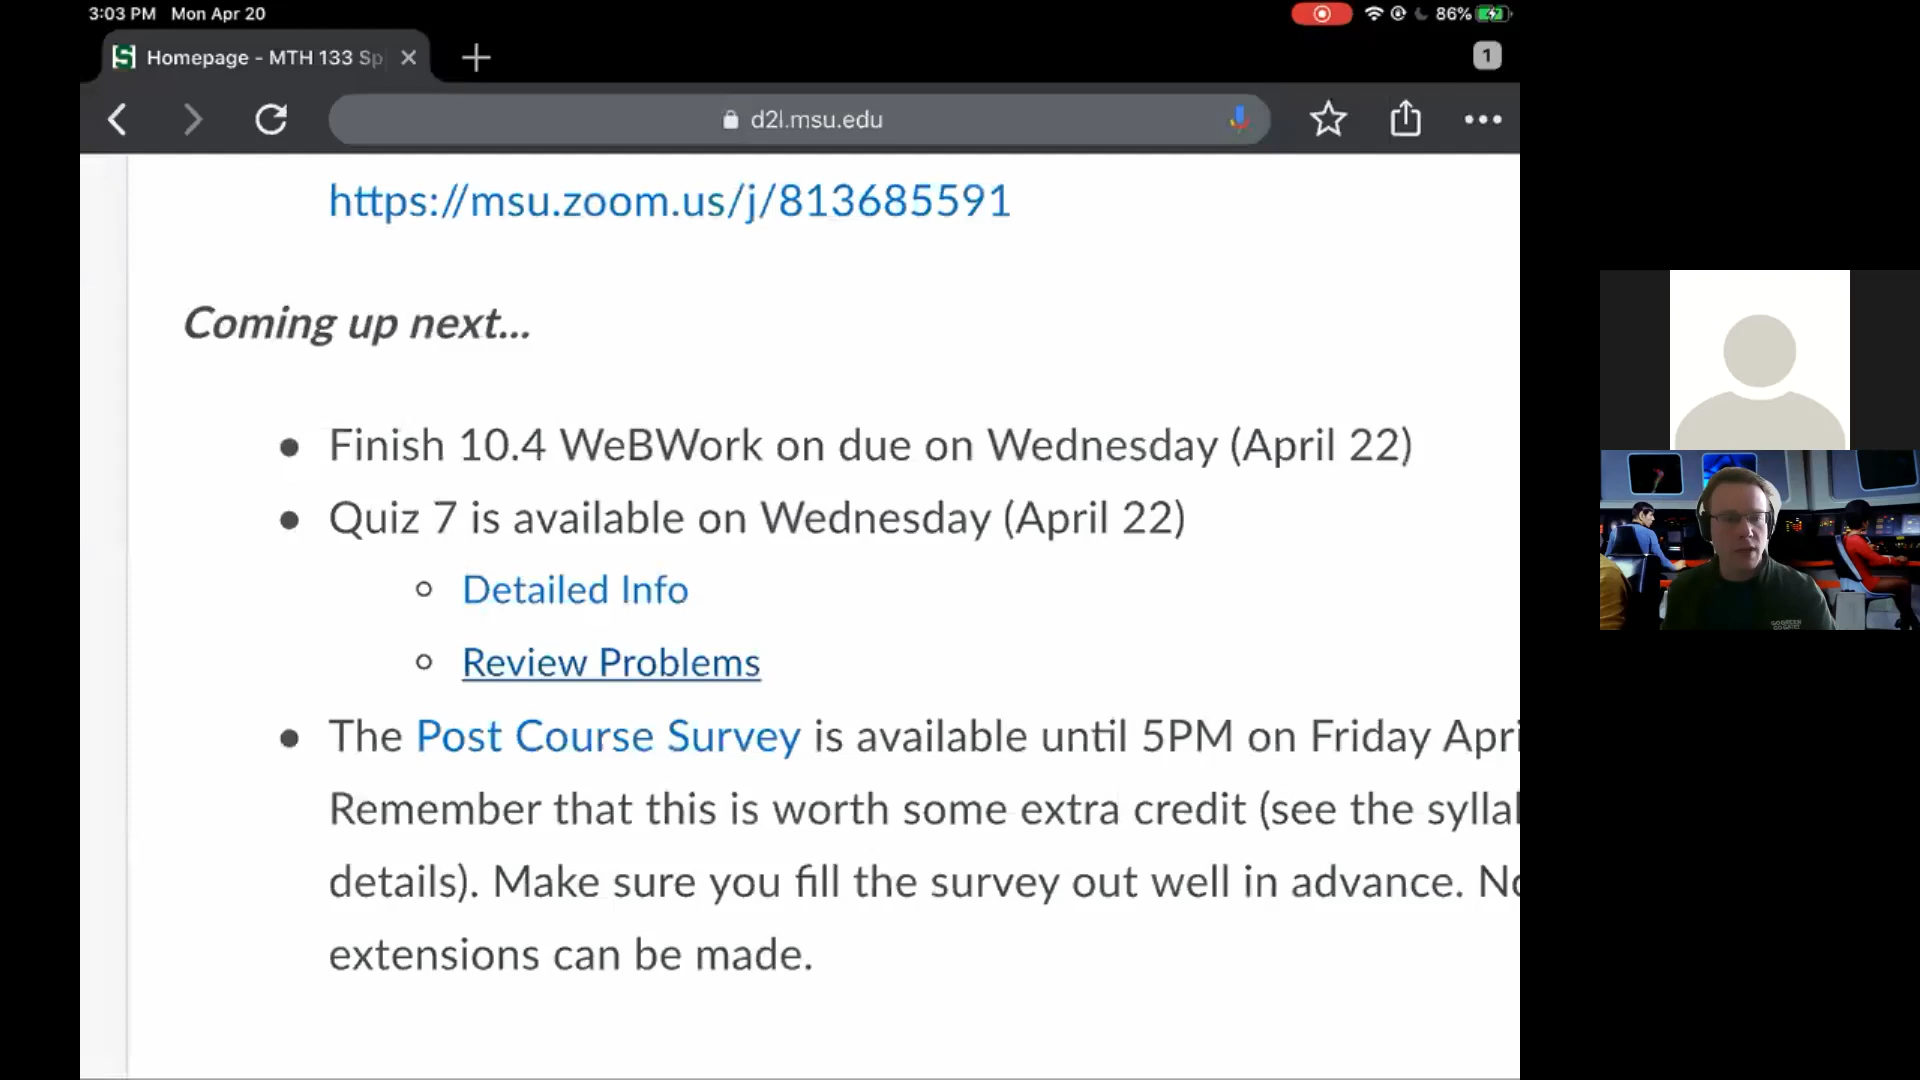 3:03 PM Mon Apr 20
86%
Homepage - MTH 133 Sp
1
d2l.msu.edu
https://msu.zoom.us/j/813685591
Coming up next...
Finish 10.4 WeBWork on due on Wednesday (April 22)
Quiz 7 is available on Wednesday (April 22)
Detailed Info
Review Problems
The Post Course Survey is available until 5PM on Friday Apri
Remember that this is worth some extra credit (see the sylla
details). Make sure you fill the survey out well in advance. No
extensions can be made.